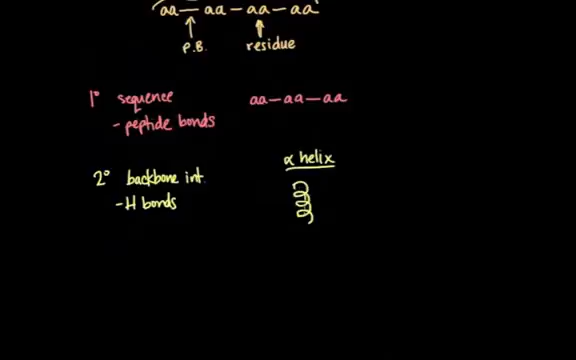 aa — aa — aa — aa
P.B. residue
1° sequence aa — aa — aa
- peptide bonds
α helix
2° backbone int.
- H bonds